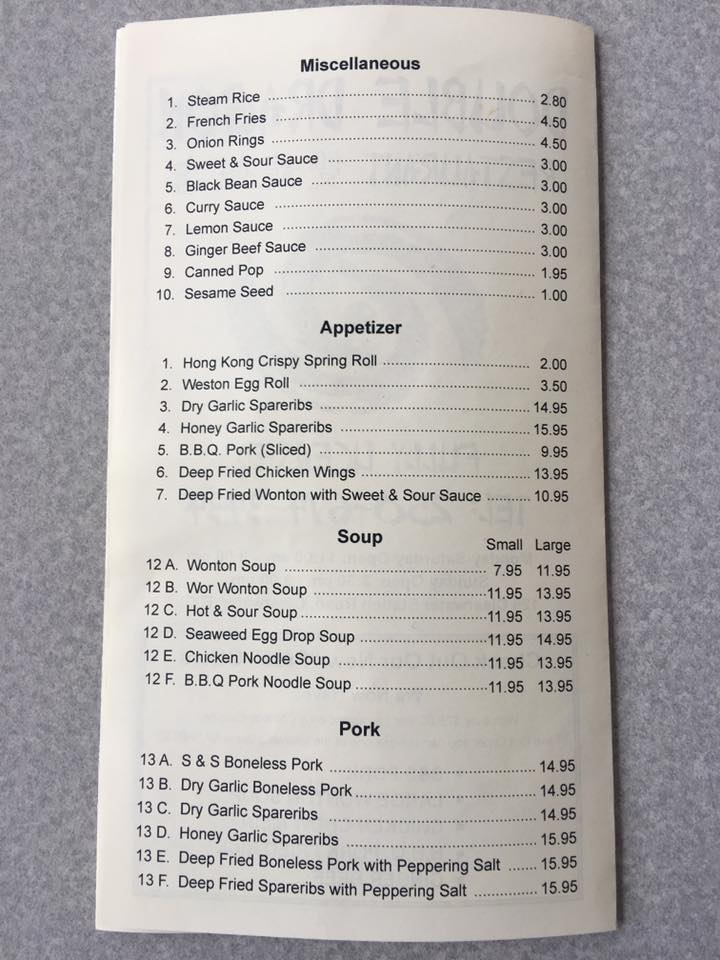 Miscellaneous
1. Steam Rice 2.80
2. French Fries 4.50
3. Onion Rings 4.50
4. Sweet & Sour Sauce 3.00
5. Black Bean Sauce 3.00
6. Curry Sauce 3.00
7. Lemon Sauce 3.00
8. Ginger Beef Sauce 3.00
9. Canned Pop 1.95
10. Sesame Seed 1.00
Appetizer
1. Hong Kong Crispy Spring Roll 2.00
2. Weston Egg Roll 3.50
3. Dry Garlic Spareribs 14.95
4. Honey Garlic Spareribs 15.95
5. B.B.Q. Pork (Sliced) 9.95
6. Deep Fried Chicken Wings 13.95
7. Deep Fried Wonton with Sweet & Sour Sauce 10.95
Soup Small Large
12 A. Wonton Soup 7.95 11.95
12 B. Wor Wonton Soup 11.95 13.95
12 C. Hot & Sour Soup 11.95 13.95
12 D. Seaweed Egg Drop Soup 11.95 14.95
12 E. Chicken Noodle Soup 11.95 13.95
12 F. B.B.Q Pork Noodle Soup 11.95 13.95
Pork
13 A. S & S Boneless Pork 14.95
13 B. Dry Garlic Boneless Pork 14.95
13 C. Dry Garlic Spareribs 14.95
13 D. Honey Garlic Spareribs 15.95
13 E. Deep Fried Boneless Pork with Peppering Salt 15.95
13 F. Deep Fried Spareribs with Peppering Salt 15.95